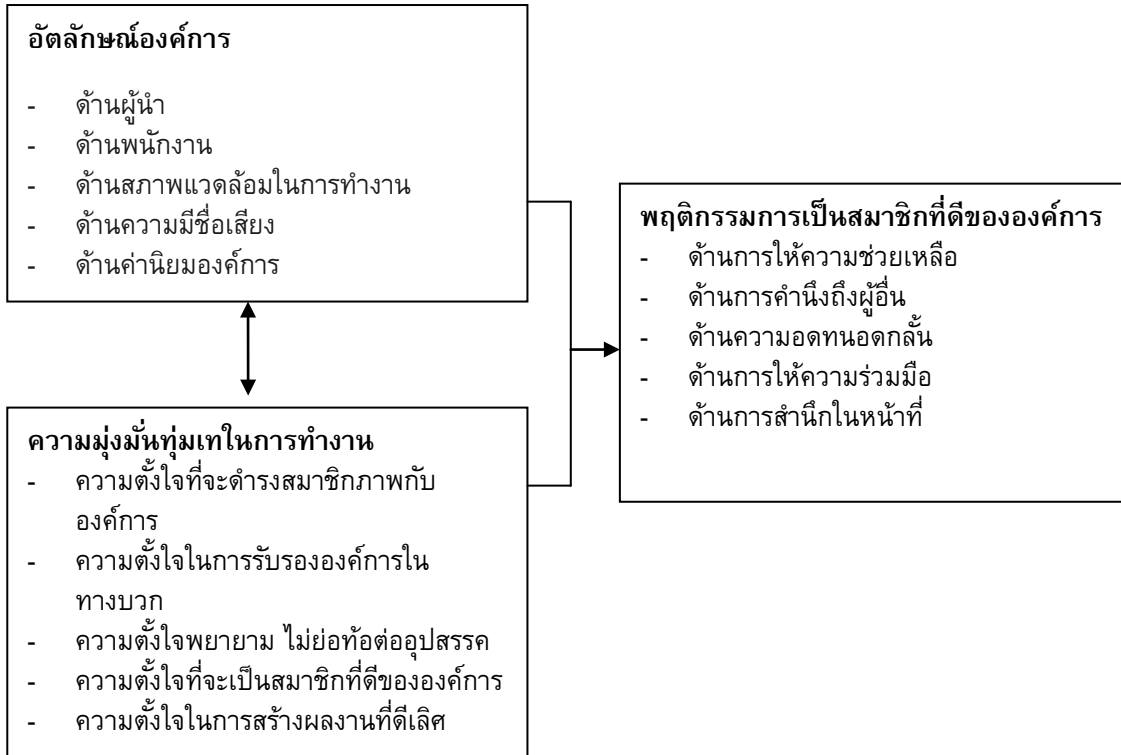 อัตลักษณ์องค์การ
- ด้านผู้นำ
- ด้านพนักงาน
- ด้านสภาพแวดล้อมในการทำงาน
- ด้านความมีชื่อเสียง
- ด้านค่านิยมองค์การ
ความมุ่งมั่นทุ่มเทในการทำงาน
- ความตั้งใจที่จะดำรงสมาชิกภาพกับ
องค์การ
- ความตั้งใจในการรับรององค์การใน
ทางบวก
- ความตั้งใจพยายาม ไม่ย่อท้อต่ออุปสรรค
- ความตั้งใจที่จะเป็นสมาชิกที่ดีขององค์การ
- ความตั้งใจในการสร้างผลงานที่ดีเลิศ
พฤติกรรมการเป็นสมาชิกที่ดีขององค์การ
- ด้านการให้ความช่วยเหลือ
- ด้านการคำนึงถึงผู้อื่น
- ด้านความอดทนอดกลั้น
- ด้านการให้ความร่วมมือ
- ด้านการสำนึกในหน้าที่